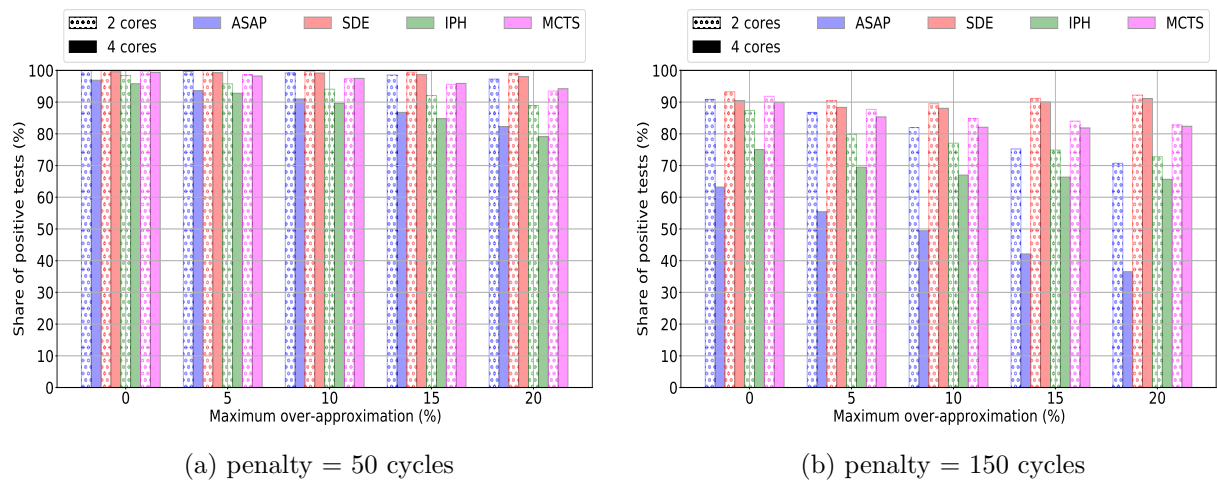 2 cores ASAP SDE IPH MCTS
4 cores
100
90
80
70
60
50
40
30
20
10
0
Share of positive tests (%)
0 5 10 15 20
Maximum over-approximation (%)
(a) penalty = 50 cycles
2 cores ASAP SDE IPH MCTS
4 cores
100
90
80
70
60
50
40
30
20
10
0
Share of positive tests (%)
0 5 10 15 20
Maximum over-approximation (%)
(b) penalty = 150 cycles